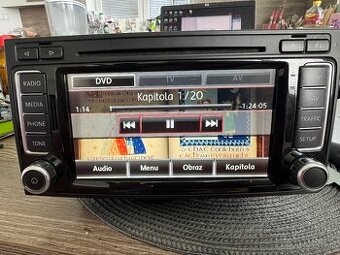 DVD TV AV
RADIO
MEDIA
PHONE
TONE
NAV
TRAFFIC
SETUP
Kapitola 1/20
1:14 -1:24:05
Audio Menu Obraz Kapitola